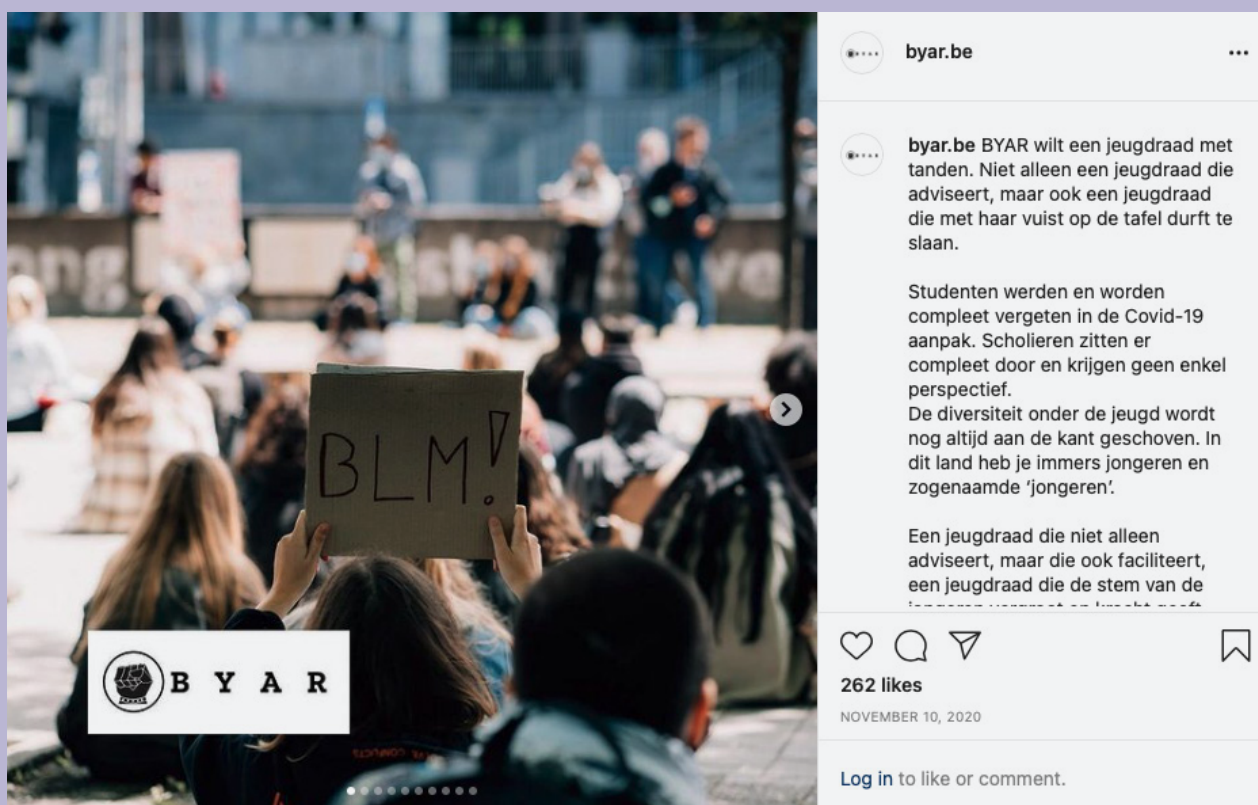 BLM!
BYAR
byar.be
byar.be BYAR wilt een jeugdraad met
tanden. Niet alleen een jeugdraad die
adviseert, maar ook een jeugdraad
die met haar vuist op de tafel durft te
slaan.
Studenten werden en worden
compleet vergeten in de Covid-19
aanpak. Scholieren zitten er
compleet door en krijgen geen enkel
perspectief.
De diversiteit onder de jeugd wordt
nog altijd aan de kant geschoven. In
dit land heb je immers jongeren en
zogenaamde ‘jongeren’.
Een jeugdraad die niet alleen
adviseert, maar die ook faciliteert,
een jeugdraad die de stem van de
262 likes
NOVEMBER 10, 2020
Log in to like or comment.